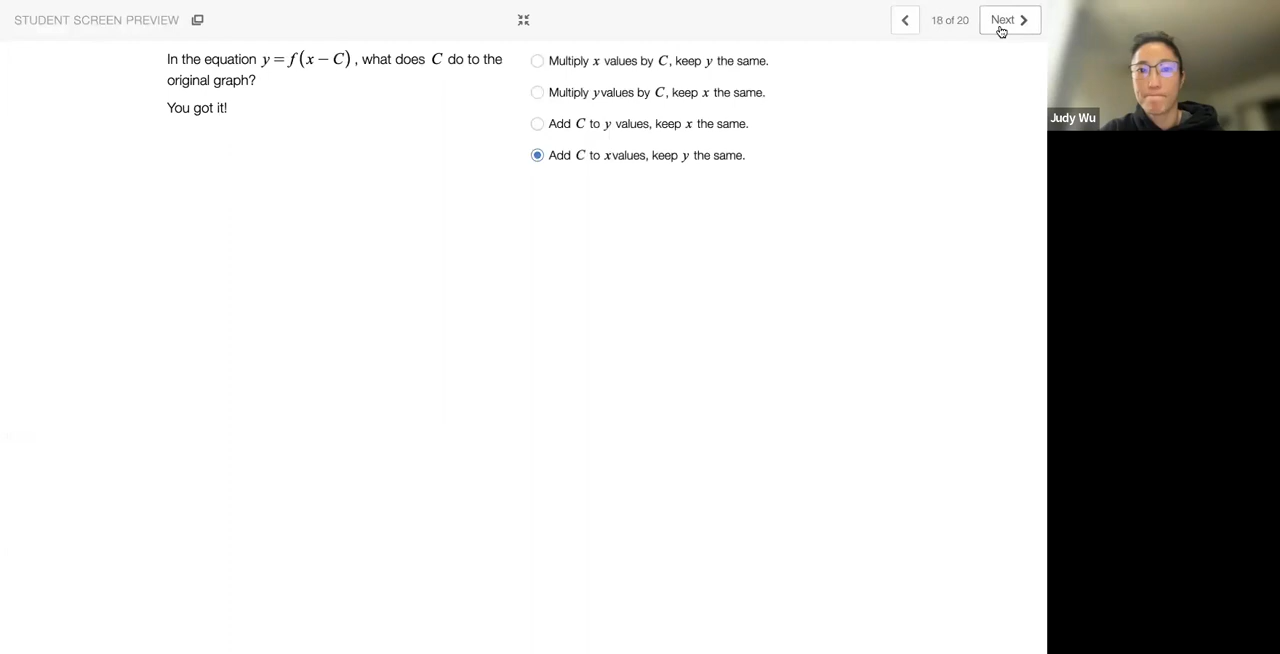 STUDENT SCREEN PREVIEW
18 of 20
Next
In the equation y = f(x − C), what does C do to the
original graph?
You got it!
Multiply x values by C, keep y the same.
Multiply yvalues by C, keep x the same.
Add C to y values, keep x the same.
Add C to xvalues, keep y the same.
Judy Wu